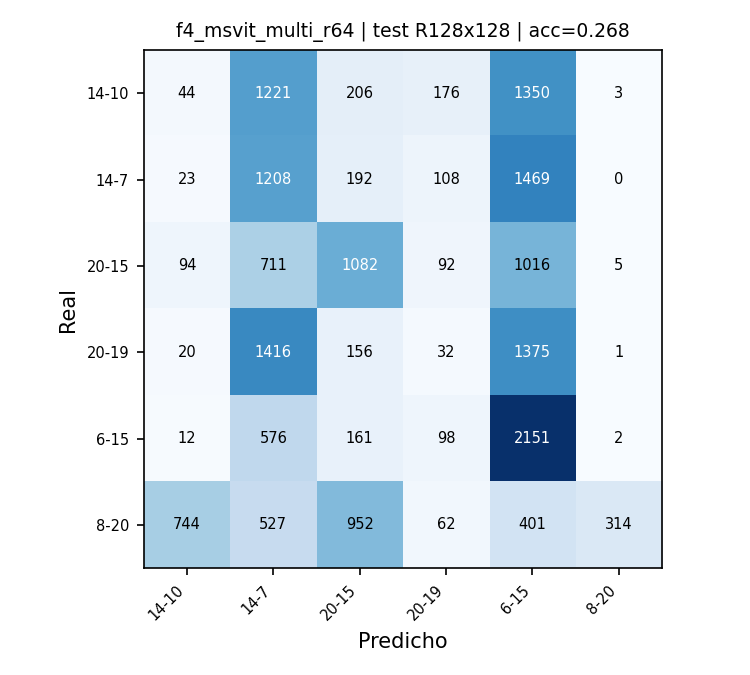 f4_msvit_multi_r64 | test R128x128 | acc=0.268
14-10 44 1221 206 176 1350 3
14-7 23 1208 192 108 1469 0
20-15 94 711 1082 92 1016 5
20-19 20 1416 156 32 1375 1
6-15 12 576 161 98 2151 2
8-20 744 527 952 62 401 314
Real
14-10 14-7 20-15 20-19 6-15 8-20
Predicho